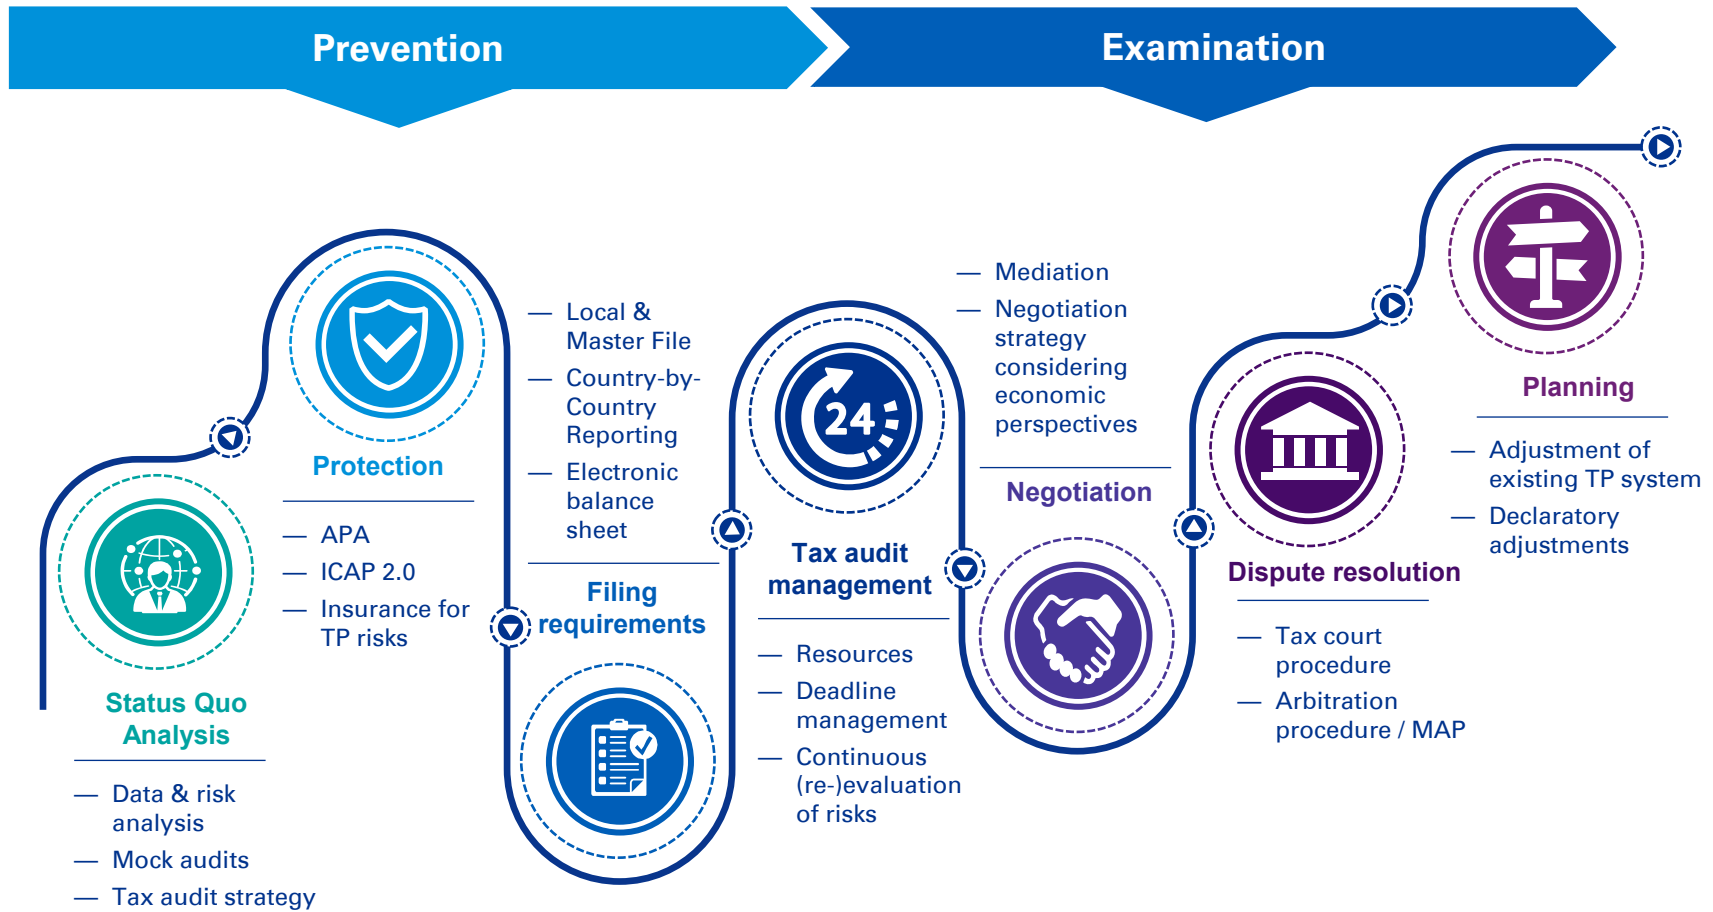 Prevention
Examination
Status Quo
Analysis
— Data & risk
analysis
— Mock audits
— Tax audit strategy
Protection
— APA
— ICAP 2.0
— Insurance for
TP risks
— Local &
Master File
— Country-by-
Country
Reporting
— Electronic
balance
sheet
Filing
requirements
24
Tax audit
management
— Resources
— Deadline
management
— Continuous
(re-)evaluation
of risks
— Mediation
— Negotiation
strategy
considering
economic
perspectives
Negotiation
Dispute resolution
— Tax court
procedure
— Arbitration
procedure / MAP
Planning
— Adjustment of
existing TP system
— Declaratory
adjustments